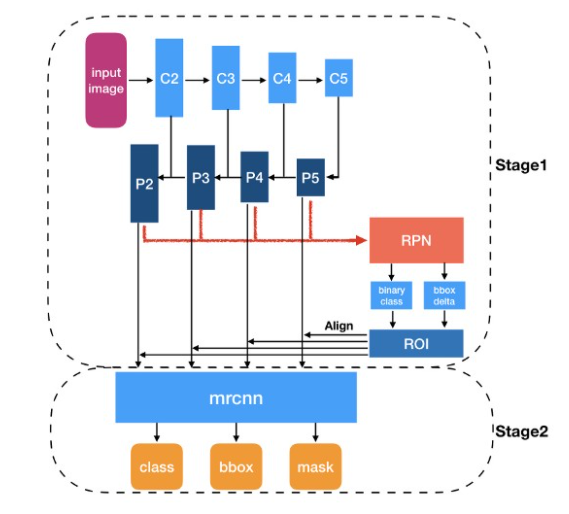 input
image
C2
C3
C4
C5
P2
P3
P4
P5
Stage1
RPN
binary
class
bbox
delta
Align
ROI
mrcnn
Stage2
class
bbox
mask